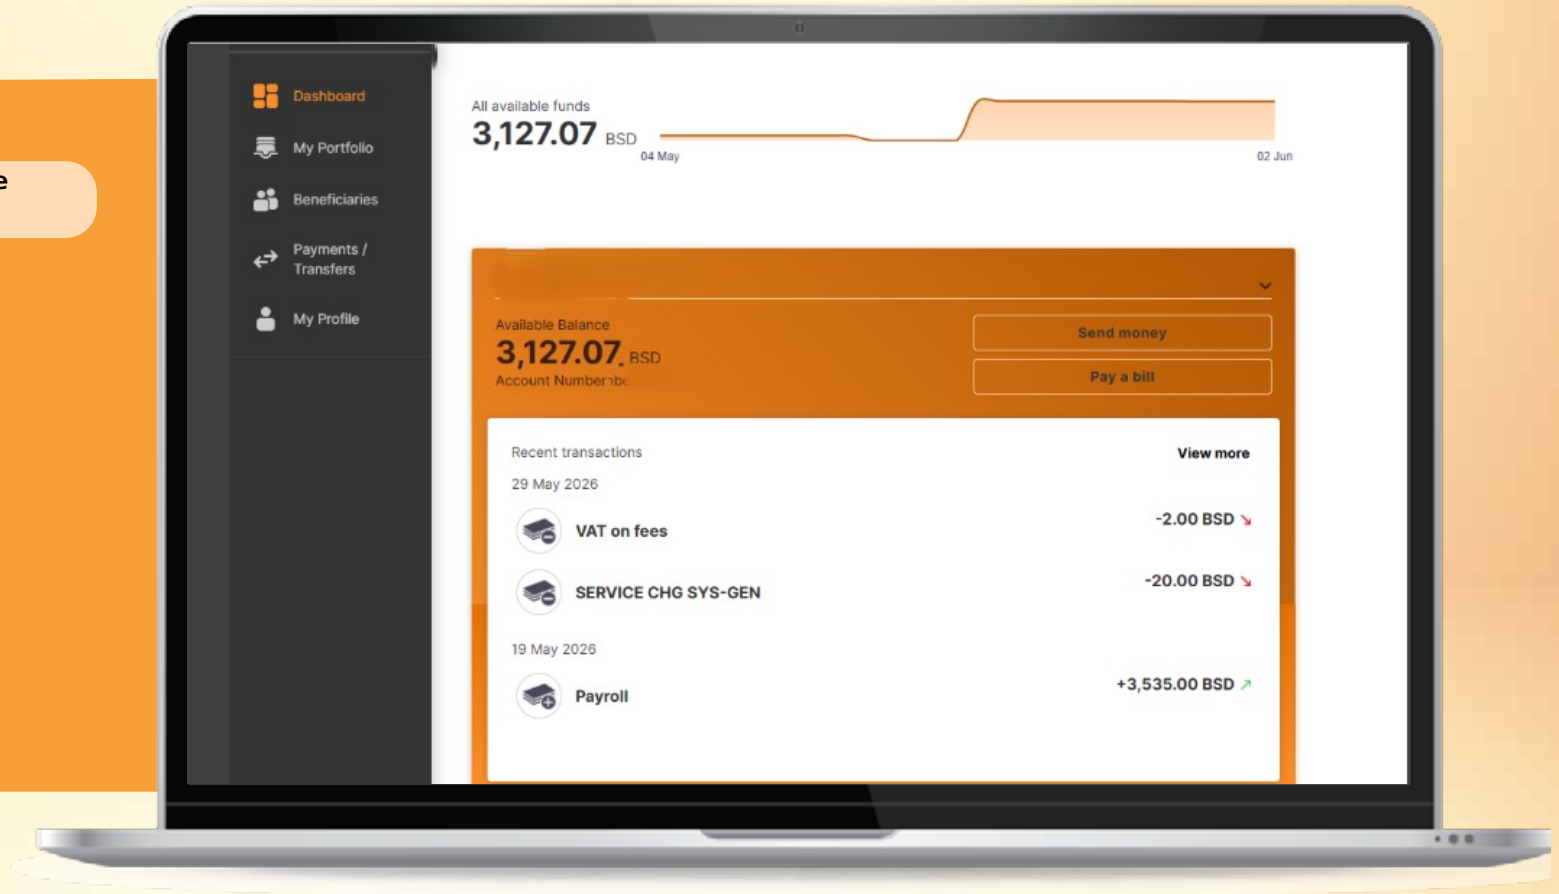 Dashboard
My Portfolio
Beneficiaries
Payments /
Transfers
My Profile
All available funds
3,127.07 BSD
04 May
02 Jun
Available Balance
3,127.07 BSD
Account Number
Send money
Pay a bill
Recent transactions
View more
29 May 2026
VAT on fees
-2.00 BSD
SERVICE CHG SYS-GEN
-20.00 BSD
19 May 2026
Payroll
+3,535.00 BSD